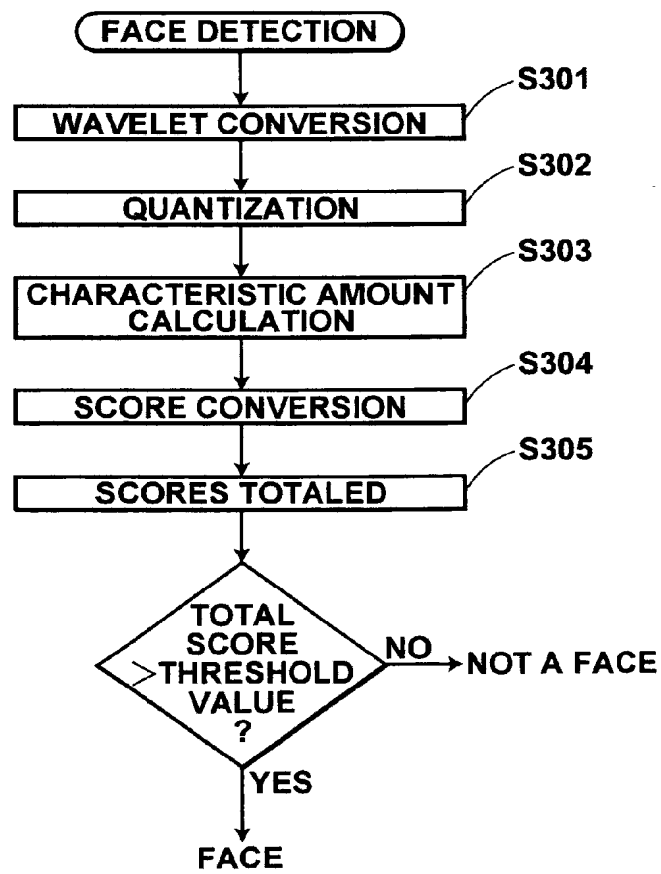 FACE DETECTION
S301
WAVELET CONVERSION
S302
QUANTIZATION
S303
CHARACTERISTIC AMOUNT
CALCULATION
S304
SCORE CONVERSION
S305
SCORES TOTALED
TOTAL
SCORE
>THRESHOLD
VALUE
?
NO
NOT A FACE
YES
FACE